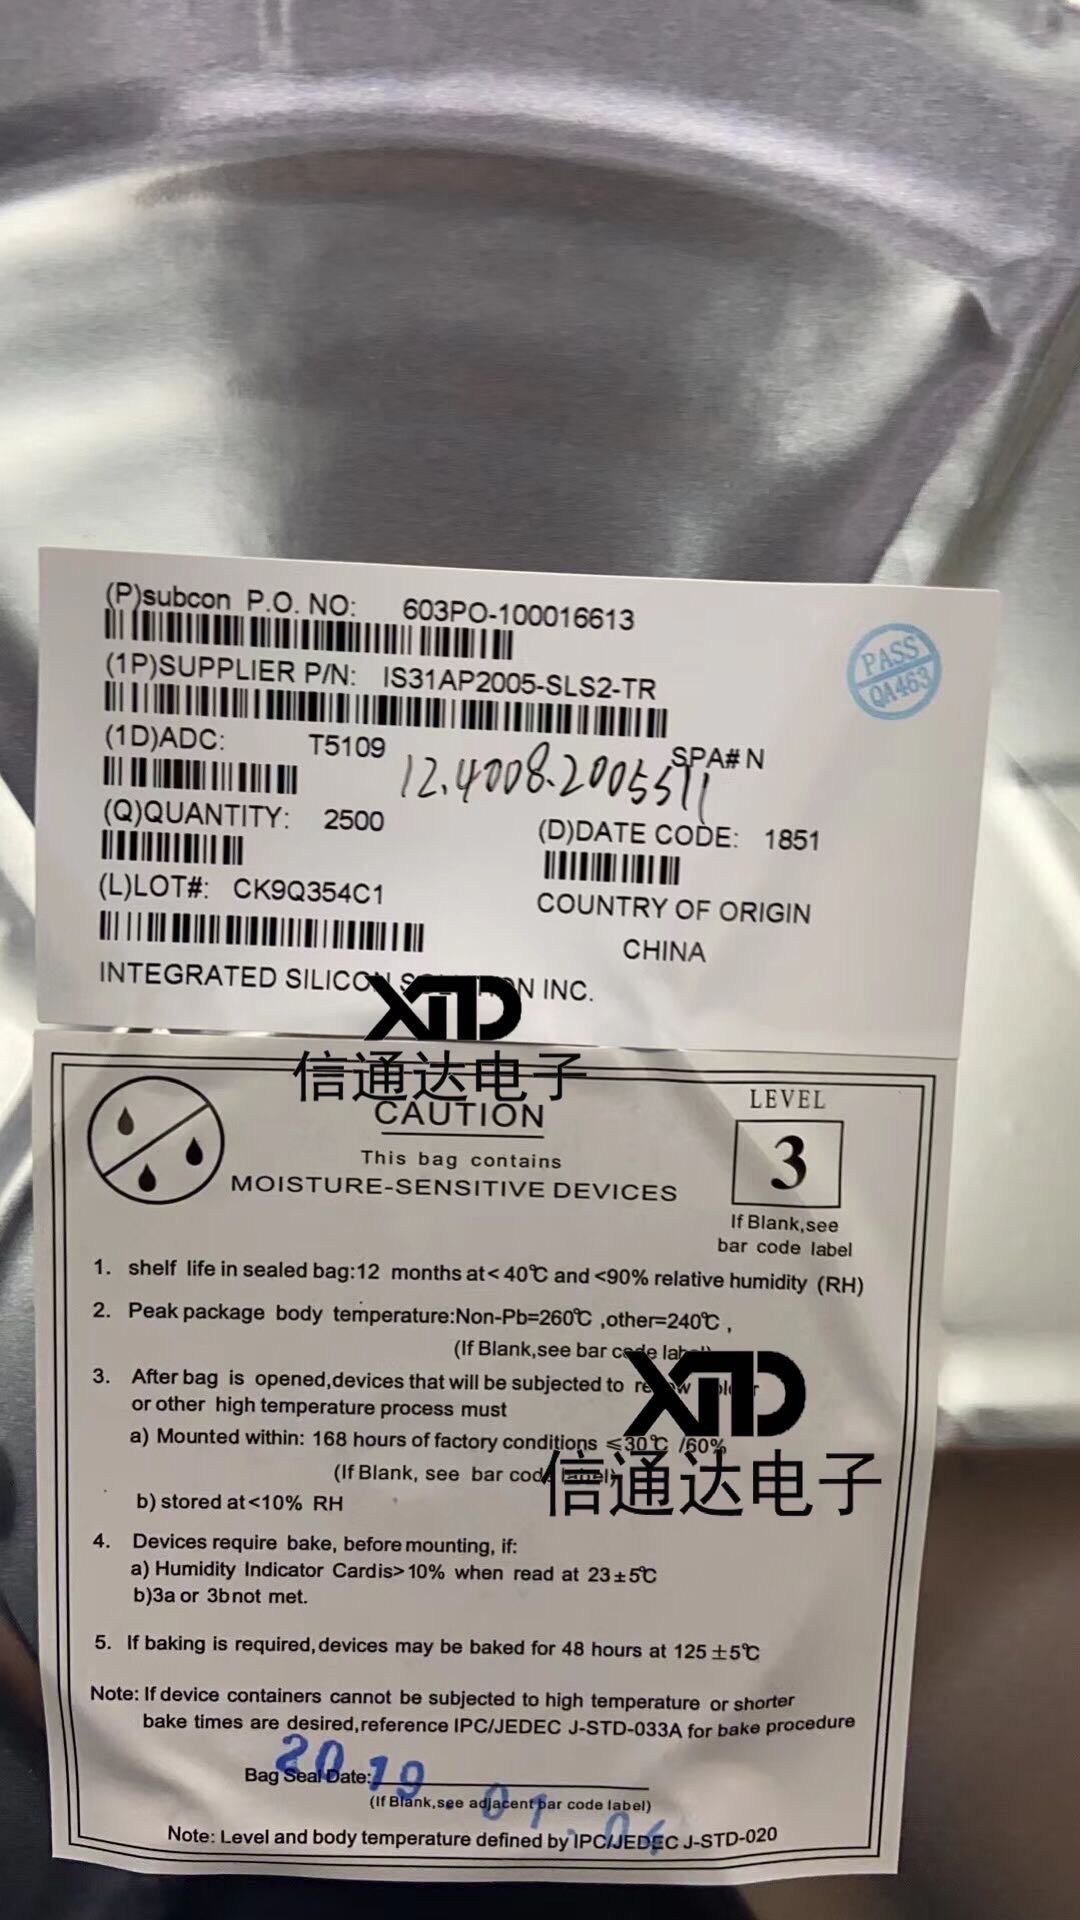 (P)subcon P.O. NO: 603PO-100016613
(1P)SUPPLIER P/N: IS31AP2005-SLS2-TR
PASS
QA463
(1D)ADC: T5109
SPA# N
12.4008.2005511
(Q)QUANTITY: 2500
(D)DATE CODE: 1851
(L)LOT#: CK9Q354C1
COUNTRY OF ORIGIN
CHINA
INTEGRATED SILICON INC.
XTD
信通达电子
CAUTION
This bag contains
MOISTURE-SENSITIVE DEVICES
LEVEL
3
If Blank,see
bar code label
1. shelf life in sealed bag:12 months at< 40℃ and <90% relative humidity (RH)
2. Peak package body temperature:Non-Pb=260℃ ,other=240℃ ,
(If Blank,see bar code label)
3. After bag is opened,devices that will be subjected to
or other high temperature process must
a) Mounted within: 168 hours of factory conditions ≤30℃ /60%
(If Blank, see bar code label)
b) stored at<10% RH
XTD
信通达电子
4. Devices require bake, before mounting, if:
a) Humidity Indicator Cardis>10% when read at 23±5℃
b)3a or 3bnot met.
5. If baking is required,devices may be baked for 48 hours at 125±5℃
Note: If device containers cannot be subjected to high temperature or shorter
bake times are desired,reference IPC/JEDEC J-STD-033A for bake procedure
Bag Seal Date: 2019.01.04
(If Blank,see adjacent bar code label)
Note: Level and body temperature defined by IPC/JEDEC J-STD-020